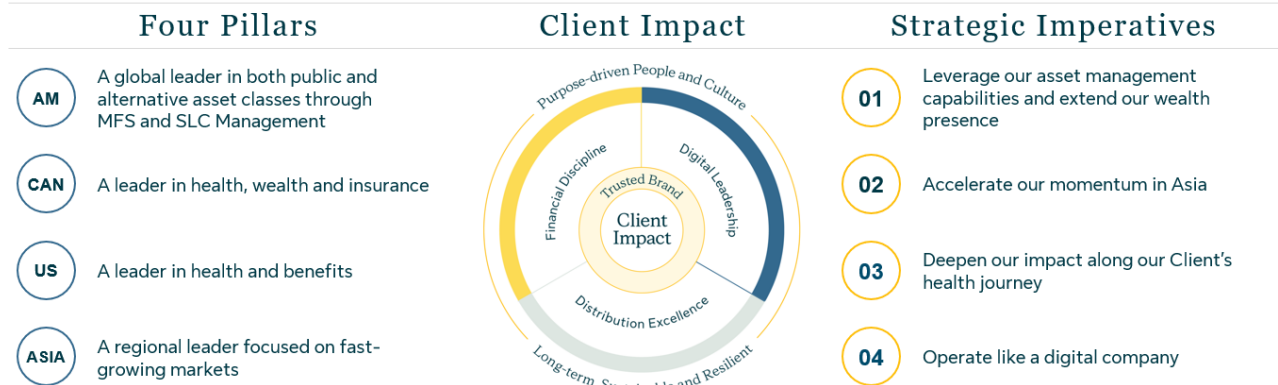 Four Pillars
AM
A global leader in both public and
alternative asset classes through
MFS and SLC Management
CAN
A leader in health, wealth and insurance
US
A leader in health and benefits
ASIA
A regional leader focused on fast-
growing markets
Client Impact
Purpose-driven People and Culture
Financial Discipline
Digital Leadership
Trusted Brand
Client
Impact
Distribution Excellence
Long-term, Sustainable and Resilient
Strategic Imperatives
01
Leverage our asset management
capabilities and extend our wealth
presence
02
Accelerate our momentum in Asia
03
Deepen our impact along our Client's
health journey
04
Operate like a digital company